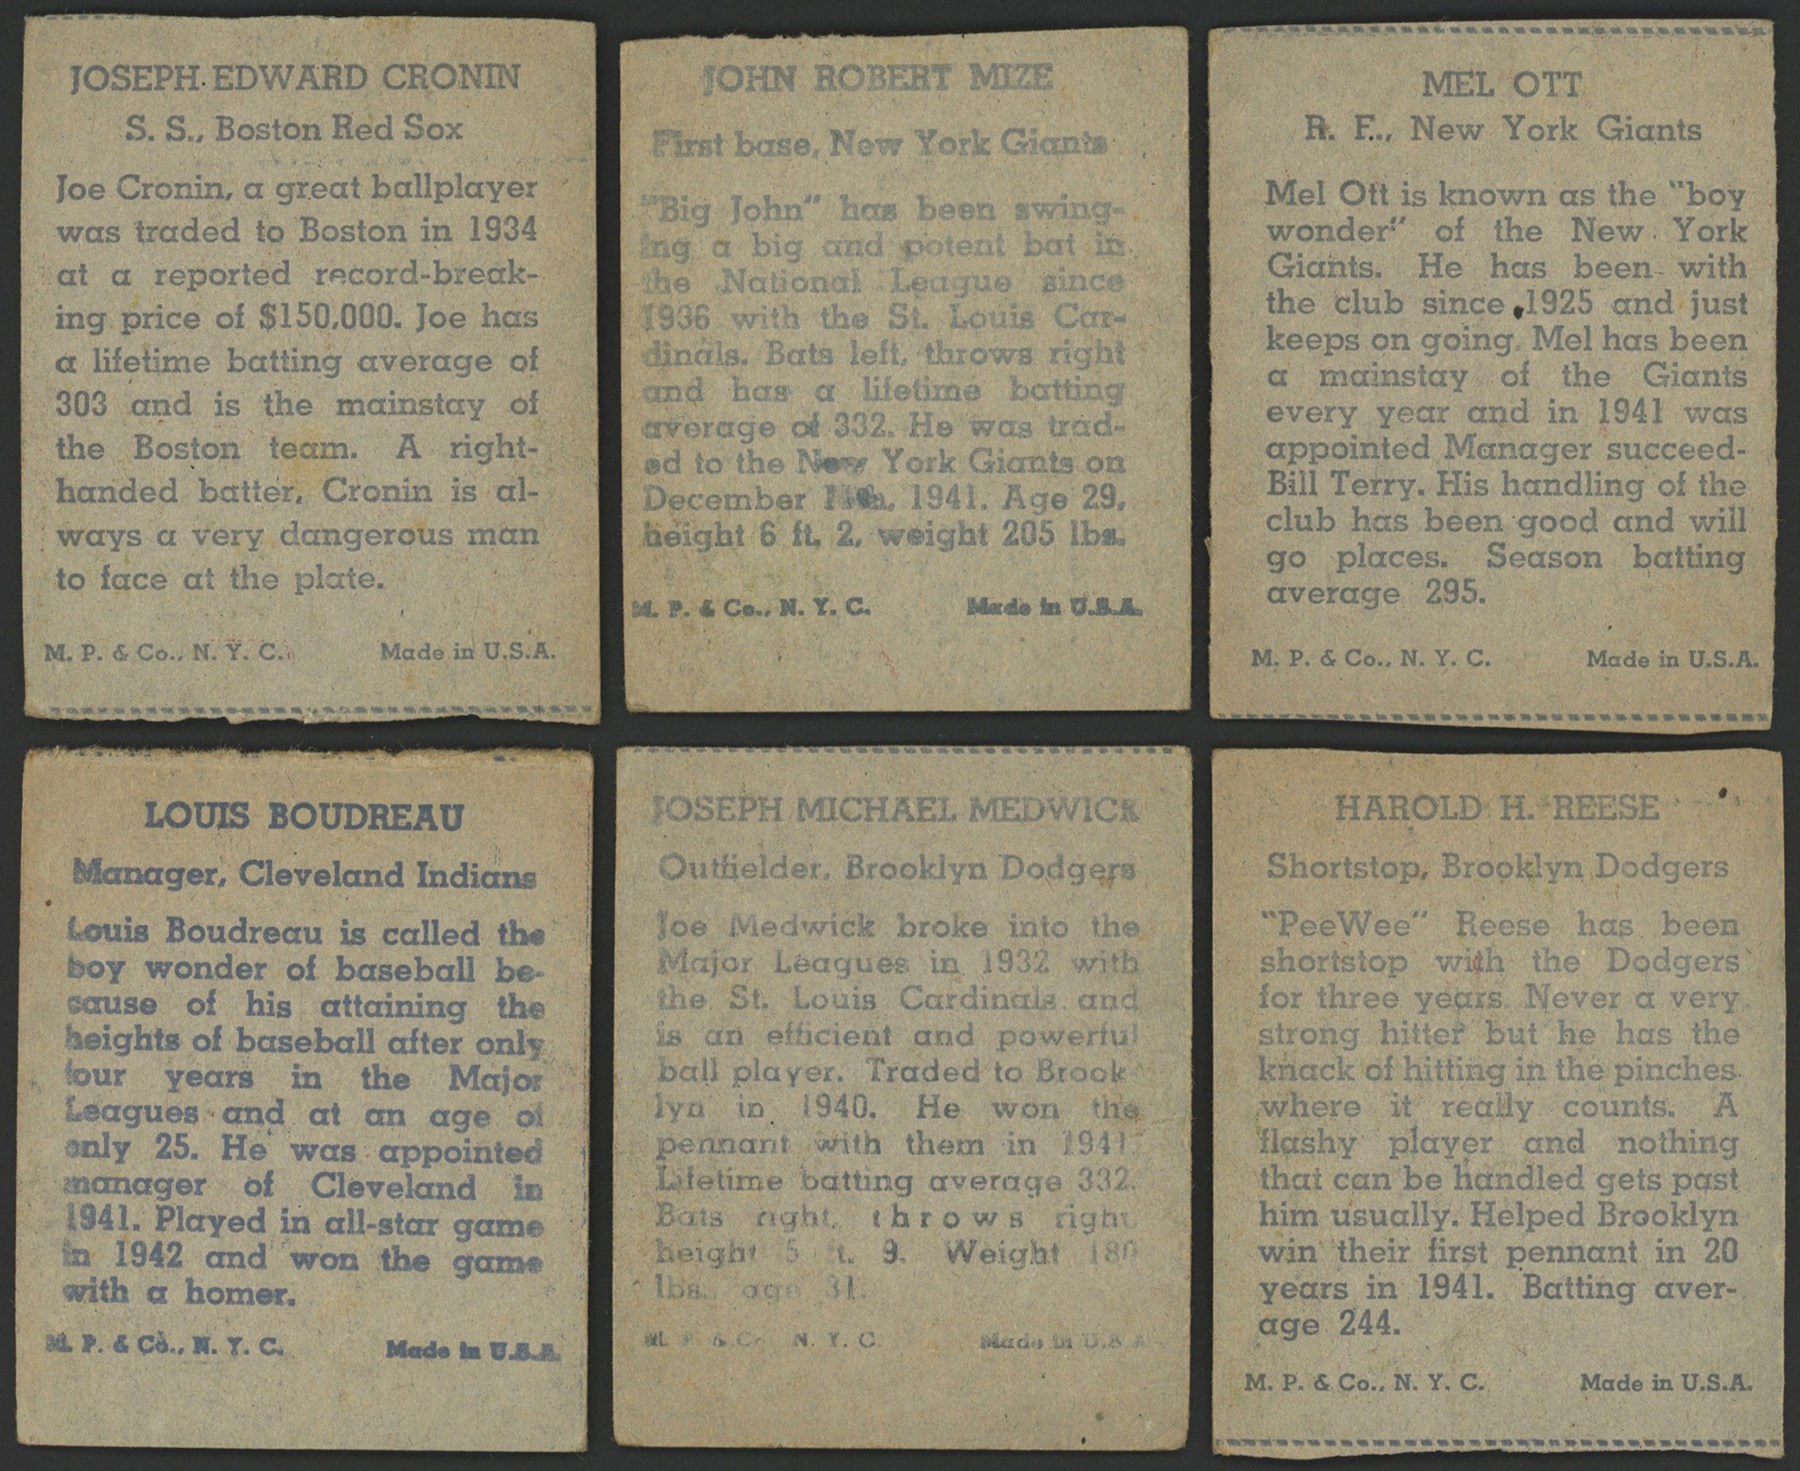 JOSEPH EDWARD CRONIN
S. S., Boston Red Sox
Joe Cronin, a great ballplayer
was traded to Boston in 1934
at a reported record-break-
ing price of $150,000. Joe has
a lifetime batting average of
303 and is the mainstay of
the Boston team. A right-
handed batter, Cronin is al-
ways a very dangerous man
to face at the plate.
M. P. & Co., N. Y. C. Made in U.S.A.
JOHN ROBERT MIZE
First base, New York Giants
"Big John" has been swing-
ing a big and potent bat in
the National League since
1936 with the St. Louis Car-
dinals. Bats left, throws right
and has a lifetime batting
average of 332. He was trad-
ed to the New York Giants on
December 1941. Age 29,
height 6 ft. 2, weight 205 lbs.
M. P. & Co., N. Y. C. Made in U.S.A.
MEL OTT
R. F., New York Giants
Mel Ott is known as the "boy
wonder" of the New York
Giants. He has been with
the club since 1925 and just
keeps on going. Mel has been
a mainstay of the Giants
every year and in 1941 was
appointed Manager succeed-
Bill Terry. His handling of the
club has been good and will
go places. Season batting
average 295.
M. P. & Co., N. Y. C. Made in U.S.A.
LOUIS BOUDREAU
Manager, Cleveland Indians
Louis Boudreau is called the
boy wonder of baseball be-
cause of his attaining the
heights of baseball after only
four years in the Major
Leagues and at an age of
only 25. He was appointed
manager of Cleveland in
1941. Played in all-star game
in 1942 and won the game
with a homer.
M. P. & Co., N. Y. C. Made in U.S.A.
JOSEPH MICHAEL MEDWICK
Outfielder, Brooklyn Dodgers
Joe Medwick broke into the
Major Leagues in 1932 with
the St. Louis Cardinals and
is an efficient and powerful
ball player. Traded to Brook-
lyn in 1940. He won the
pennant with them in 1941.
Lifetime batting average 332.
Bats right, throws right
height 5 ft. 9. Weight 180
lbs., age 31.
M. P. & Co. N. Y. C. Made in U.S.A.
HAROLD H. REESE
Shortstop, Brooklyn Dodgers
"PeeWee" Reese has been
shortstop with the Dodgers
for three years. Never a very
strong hitter but he has the
knack of hitting in the pinches
where it really counts. A
flashy player and nothing
that can be handled gets past
him usually. Helped Brooklyn
win their first pennant in 20
years in 1941. Batting aver-
age 244.
M. P. & Co., N. Y. C. Made in U.S.A.